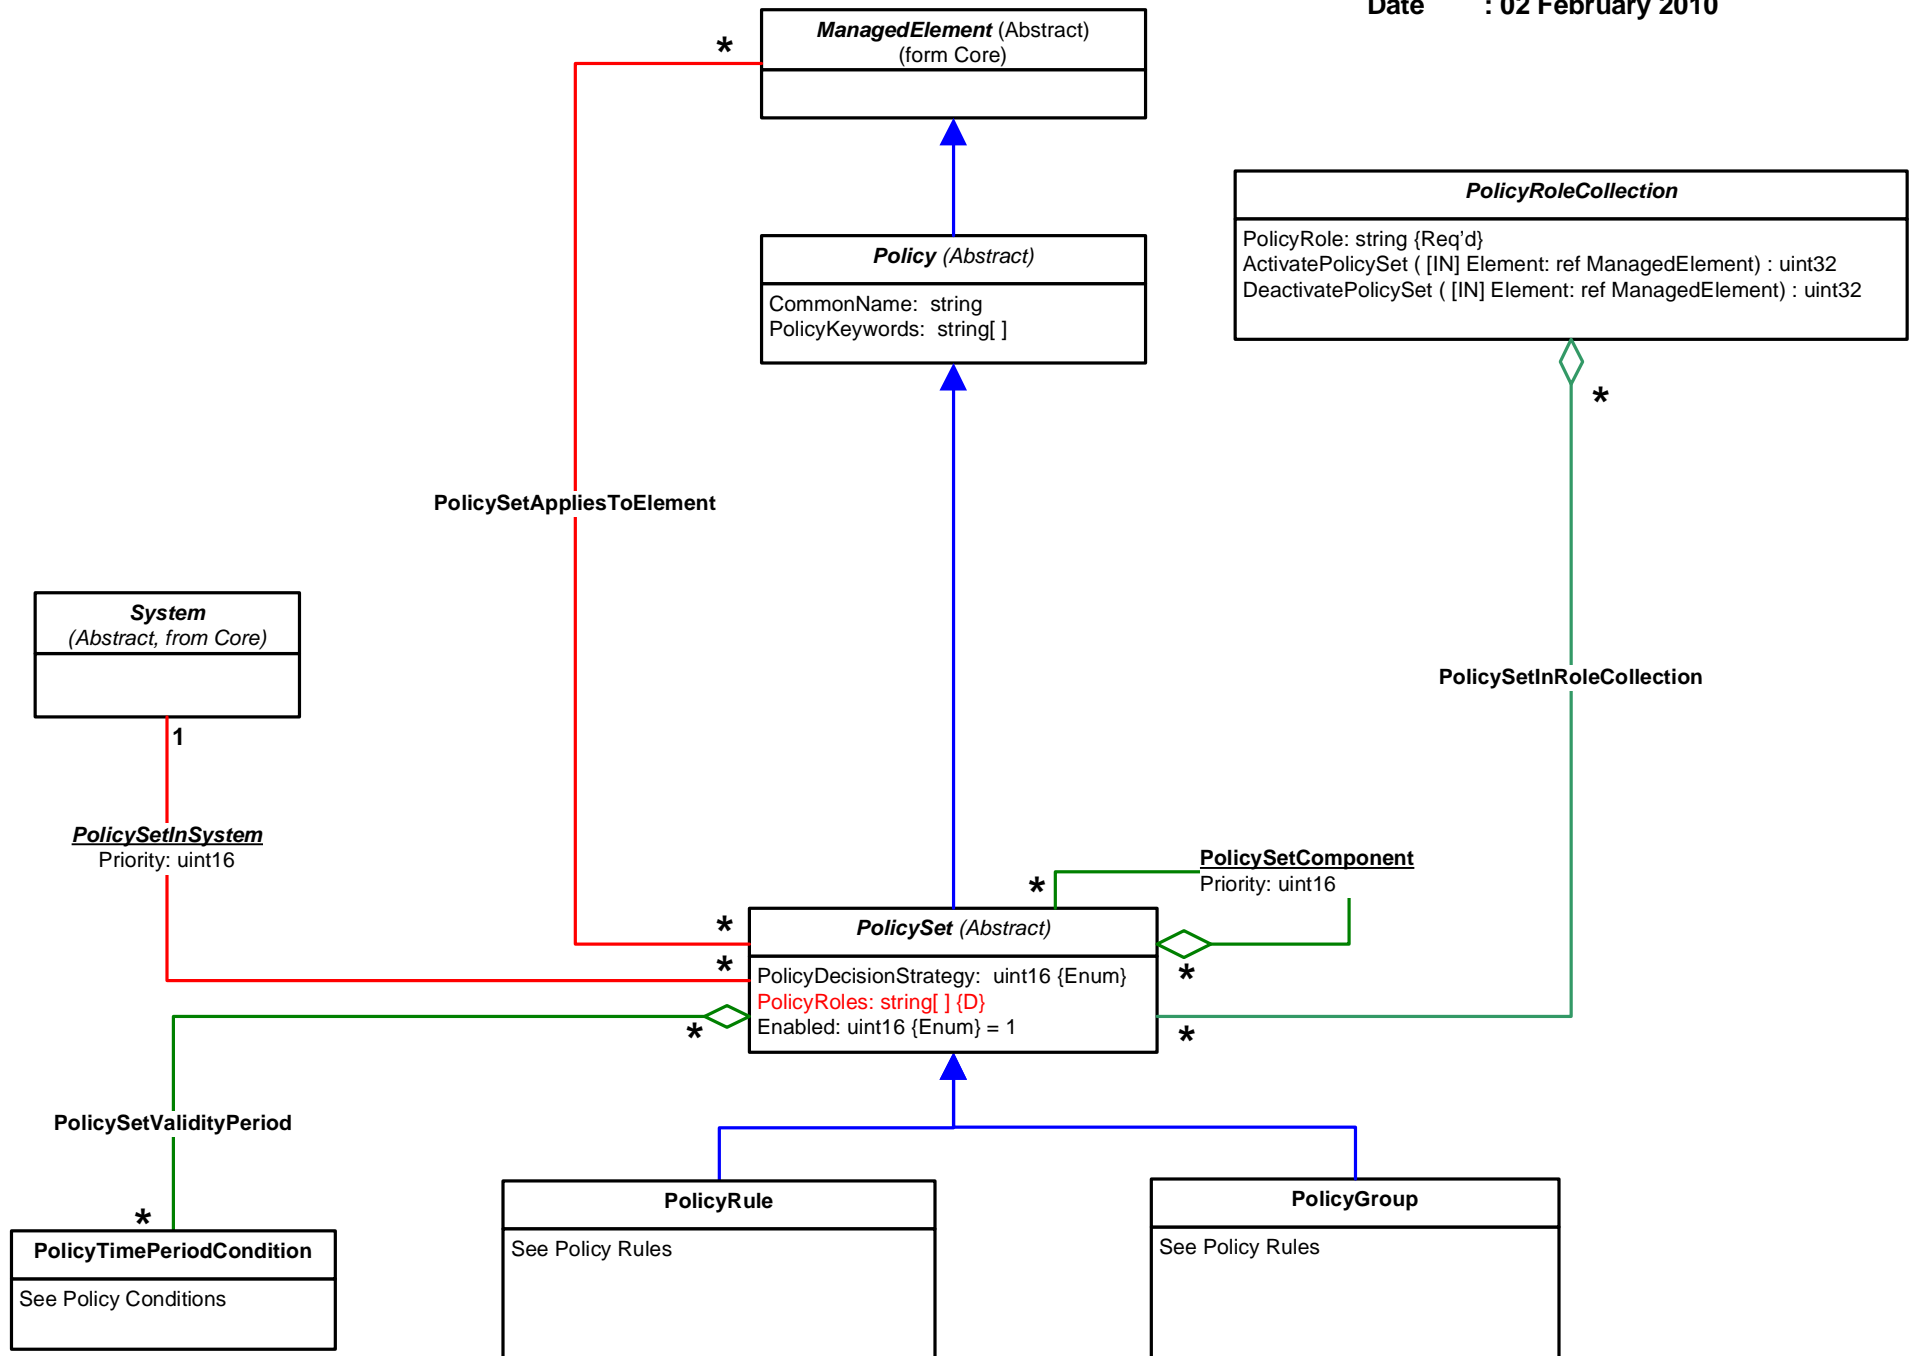 Date : 02 February 2010
ManagedElement (Abstract)
(form Core)
*
PolicyRoleCollection
PolicyRole: string {Req'd}
ActivatePolicySet ( [IN] Element: ref ManagedElement) : uint32
DeactivatePolicySet ( [IN] Element: ref ManagedElement) : uint32
*
Policy (Abstract)
CommonName: string
PolicyKeywords: string[ ]
PolicySetAppliesToElement
System
(Abstract, from Core)
1
PolicySetInRoleCollection
PolicySetInSystem
Priority: uint16
PolicySetComponent
Priority: uint16
*
*
*
PolicySet (Abstract)
PolicyDecisionStrategy: uint16 {Enum}
PolicyRoles: string[ ] {D}
Enabled: uint16 {Enum} = 1
*
*
*
PolicySetValidityPeriod
*
PolicyTimePeriodCondition
See Policy Conditions
PolicyRule
See Policy Rules
PolicyGroup
See Policy Rules